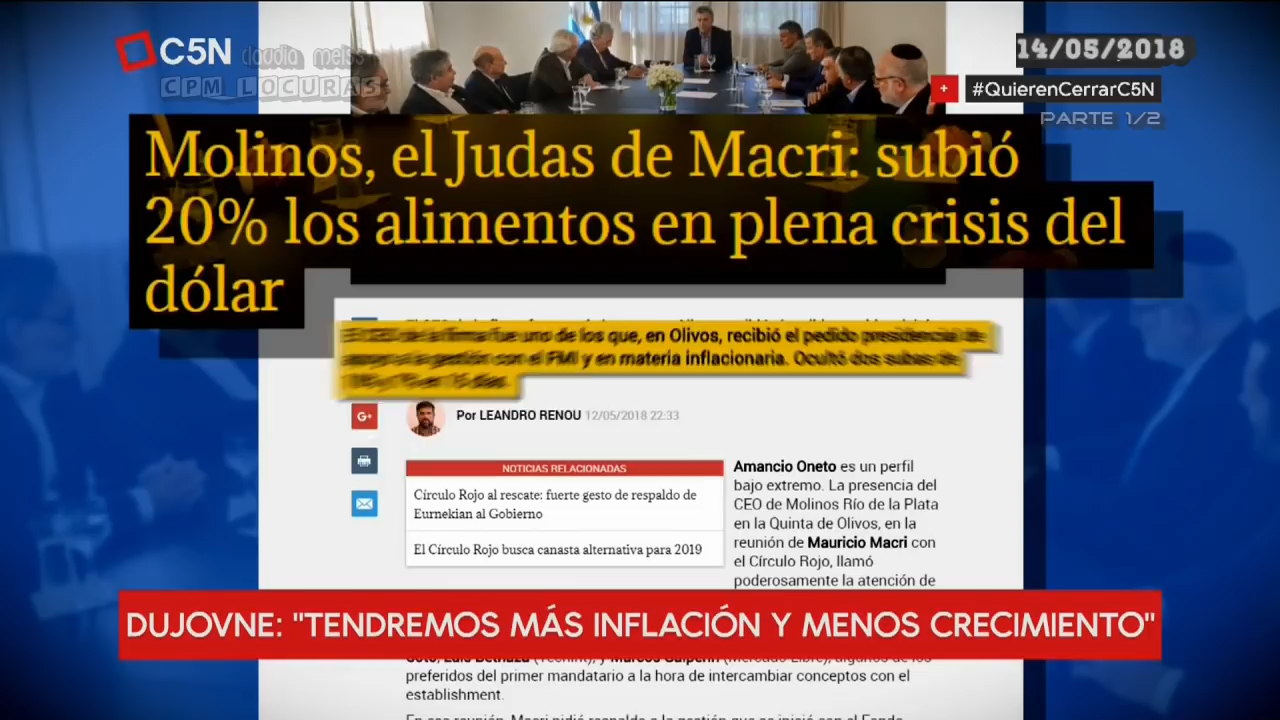 C5N
claudia meiss
CPM LOCURAS
14/05/2018
+
#QuierenCerrarC5N
PARTE 1/2
Molinos, el Judas de Macri: subió
20% los alimentos en plena crisis del
dólar
fue uno de los que, en Olivos, recibió el pedido presidencial de
gestión con el FMI y en materia inflacionaria. Ocultó dos subas de
G+
Por LEANDRO RENOU 12/05/2018 22:33
NOTICIAS RELACIONADAS
Círculo Rojo al rescate: fuerte gesto de respaldo de
Eurnekian al Gobierno
El Círculo Rojo busca canasta alternativa para 2019
Amancio Oneto es un perfil
bajo extremo. La presencia del
CEO de Molinos Río de la Plata
en la Quinta de Olivos, en la
reunión de Mauricio Macri con
el Círculo Rojo, llamó
poderosamente la atención de
DUJOVNE: "TENDREMOS MÁS INFLACIÓN Y MENOS CRECIMIENTO"
preferidos del primer mandatario a la hora de intercambiar conceptos con el
establishment.